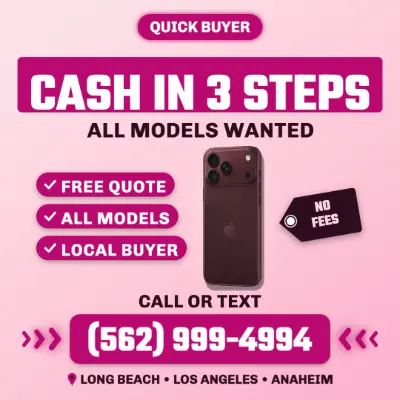 QUICK BUYER
CASH IN 3 STEPS
ALL MODELS WANTED
FREE QUOTE
ALL MODELS
LOCAL BUYER
NO
FEES
CALL OR TEXT
(562) 999-4994
LONG BEACH • LOS ANGELES • ANAHEIM